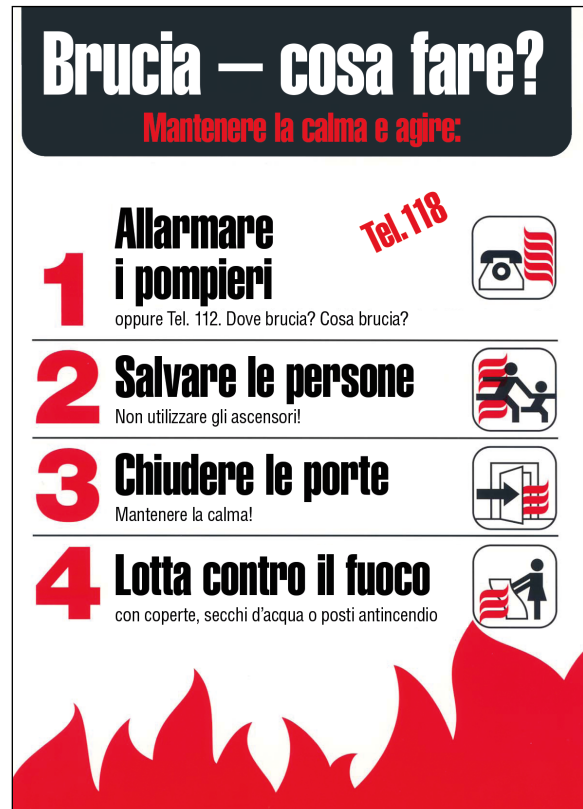 Brucia – cosa fare?
Mantenere la calma e agire:
1
Allarmare
i pompieri
Tel. 118
oppure Tel. 112. Dove brucia? Cosa brucia?
2
Salvare le persone
Non utilizzare gli ascensori!
3
Chiudere le porte
Mantenere la calma!
4
Lotta contro il fuoco
con coperte, secchi d'acqua o posti antincendio